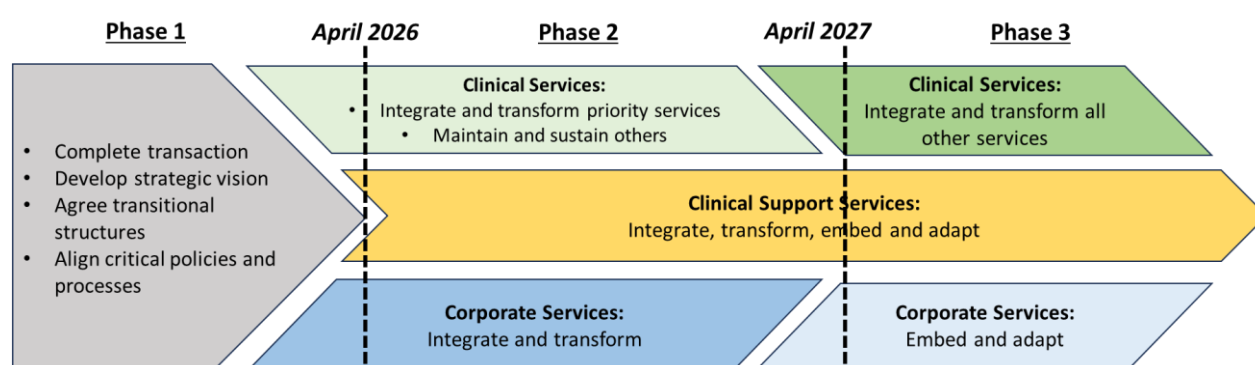 Phase 1
April 2026
Phase 2
April 2027
Phase 3
• Complete transaction
• Develop strategic vision
• Agree transitional
structures
• Align critical policies and
processes
Clinical Services:
• Integrate and transform priority services
• Maintain and sustain others
Clinical Services:
Integrate and transform all
other services
Clinical Support Services:
Integrate, transform, embed and adapt
Corporate Services:
Integrate and transform
Corporate Services:
Embed and adapt